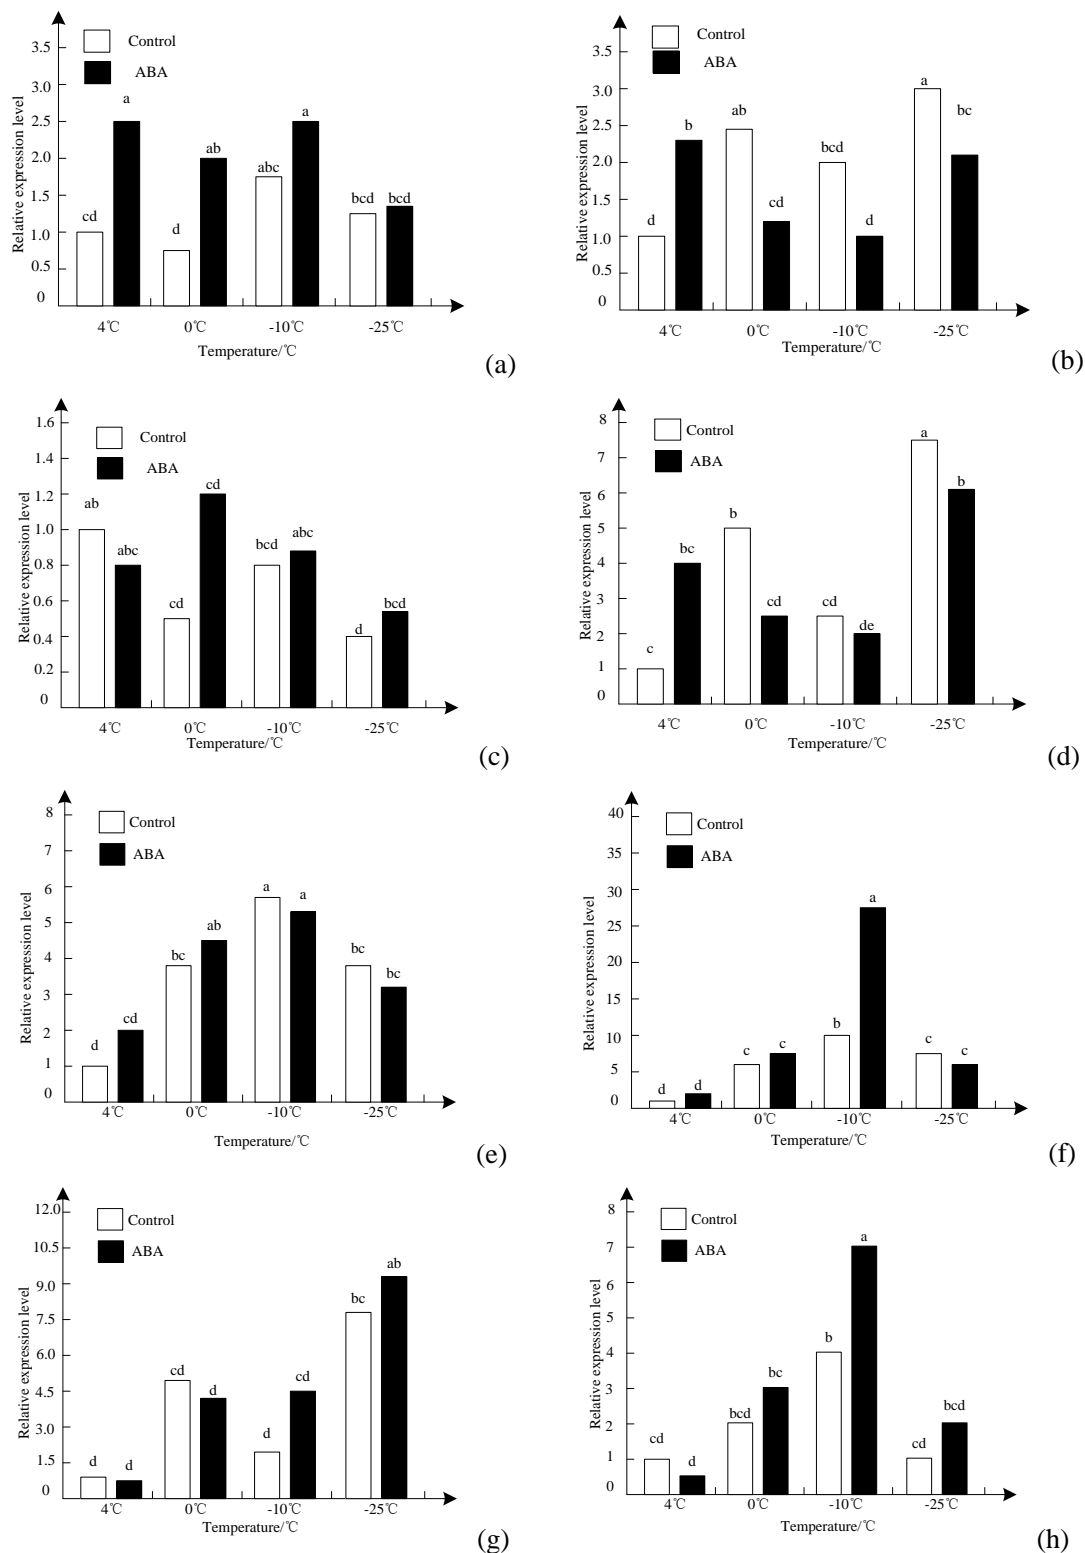 3.5
3.0
2.5
2.0
1.5
1.0
0.5
0
Relative expression level
Control
ABA
cd
a
d
ab
abc
a
bcd
bcd
4℃
0℃
-10℃
-25℃
Temperature/℃
(a)
3.5
3.0
2.5
2.0
1.5
1.0
0.5
0
Relative expression level
Control
ABA
d
b
ab
cd
bcd
d
a
bc
4℃
0℃
-10℃
-25℃
Temperature/℃
(b)
1.6
1.4
1.2
1.0
0.8
0.6
0.4
0.2
0
Relative expression level
Control
ABA
ab
abc
cd
cd
bcd
abc
d
bcd
4℃
0℃
-10℃
-25℃
Temperature/℃
(c)
8
7
6
5
4
3
2
1
0
Relative expression level
Control
ABA
c
bc
b
cd
cd
de
a
b
4℃
0℃
-10℃
-25℃
Temperature/℃
(d)
8
7
6
5
4
3
2
1
0
Relative expression level
Control
ABA
d
cd
bc
ab
a
a
bc
bc
4℃
0℃
-10℃
-25℃
Temperature/℃
(e)
40
35
30
25
20
15
10
5
0
Relative expression level
Control
ABA
d
d
c
c
b
a
c
c
4℃
0℃
-10℃
-25℃
Temperature/℃
(f)
12.0
10.5
9.0
7.5
6.0
4.5
3.0
1.5
0
Relative expression level
Control
ABA
d
d
cd
d
d
cd
bc
ab
4℃
0℃
-10℃
-25℃
Temperature/℃
(g)
8
7
6
5
4
3
2
1
0
Relative expression level
Control
ABA
cd
d
bcd
bc
b
a
cd
bcd
4℃
0℃
-10℃
-25℃
Temperature/℃
(h)